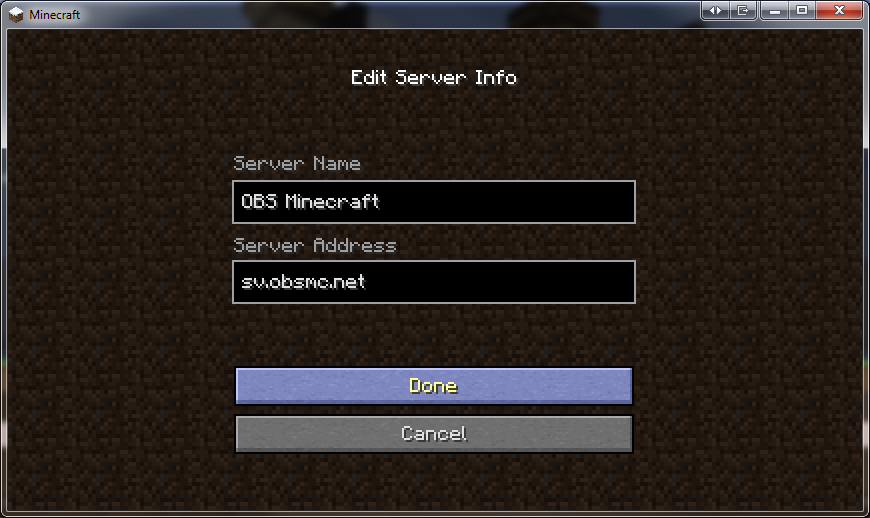 Minecraft
Edit Server Info
Server Name
OBS Minecraft
Server Address
sv.obsmc.net
Done
Cancel